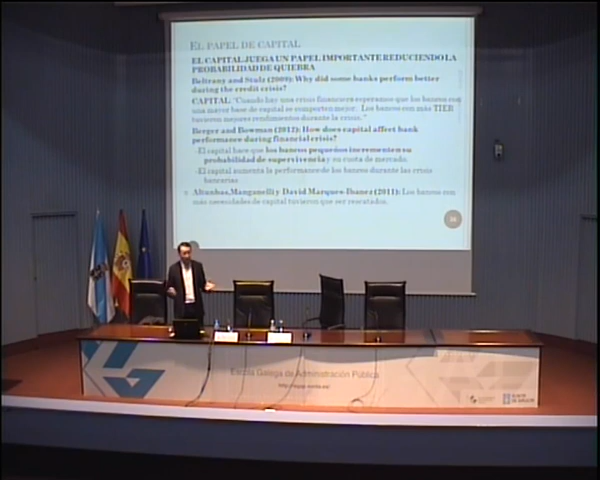 EL PAPEL DE CAPITAL
EL CAPITAL JUEGA UN PAPEL IMPORTANTE REDUCIENDO LA
PROBABILIDAD DE QUIEBRA
Beltrany and Stulz (2009): Why did some banks perform better
during the credit crisis?
CAPITAL: "Cuando hay una crisis financiera esperamos que los bancos con
una mayor base de capital se comporten mejor. Los bancos con más TIER
tuvieron mejores rendimientos durante la crisis."
Berger and Bowman (2012): How does capital affect bank
performance during financial crisis?
El capital hace que los bancos pequeños incrementen su
probabilidad de supervivencia y su cuota de mercado,
El capital aumenta la performance de los bancos durante las crisis
bancarias
Altunbas, Manganelli y David Marques-Ibanez (2011): Los bancos con
más necesidades de capital tuvieron que ser rescatados.
Escola Galega de Administración Pública
XUNTA
DE GALICIA